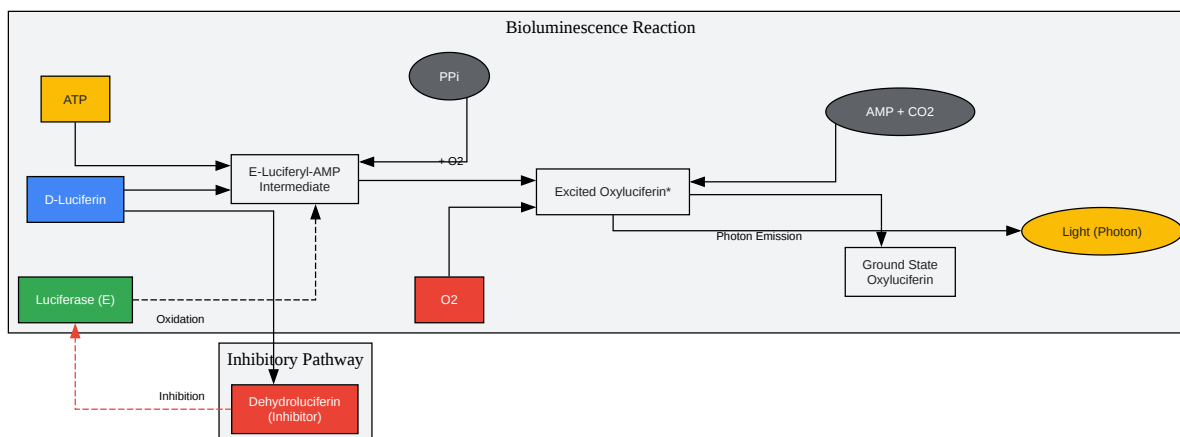 Bioluminescence Reaction
PPi
ATP
AMP + CO2
+ O2
E-Luciferyl-AMP
Intermediate
Excited Oxyluciferin*
D-Luciferin
Photon Emission
Light (Photon)
Ground State
Oxyluciferin
Luciferase (E)
O2
Oxidation
Inhibitory Pathway
Inhibition
Dehydroluciferin
(Inhibitor)